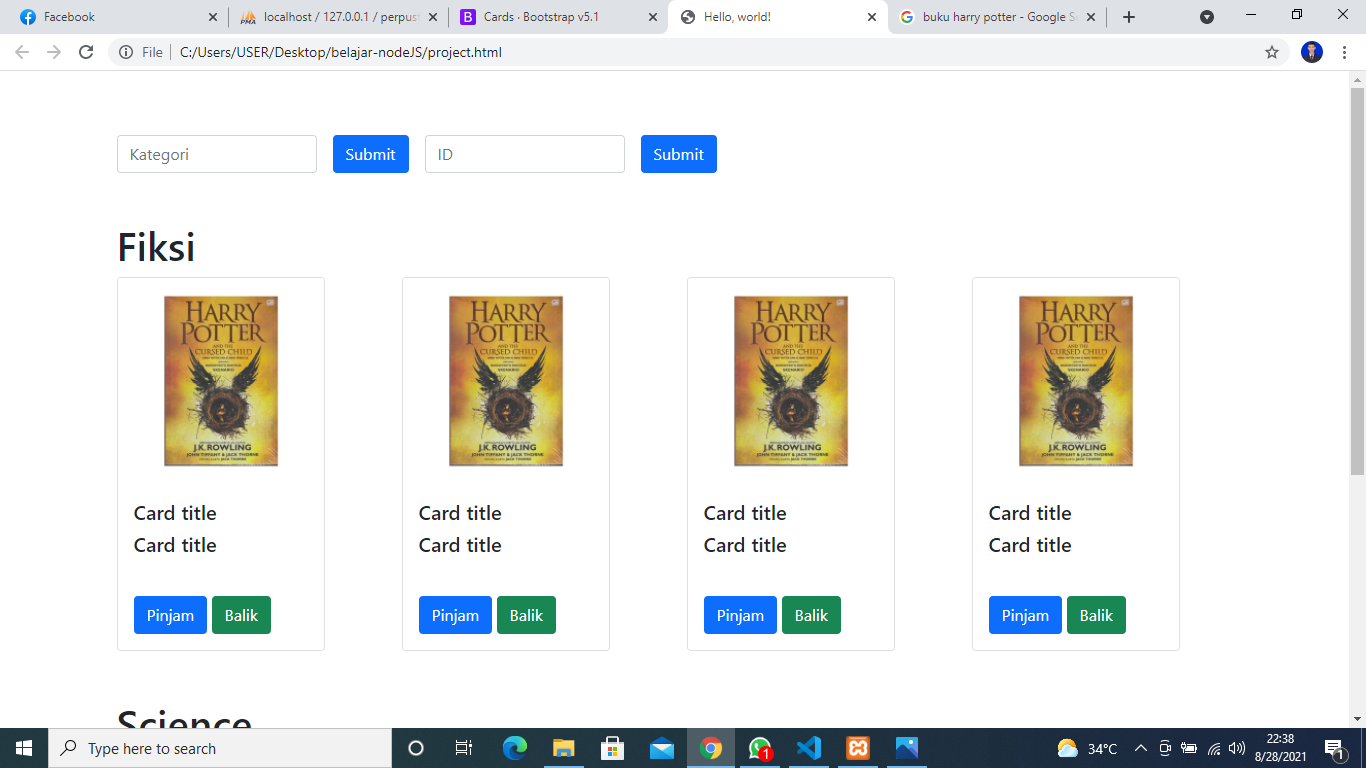 Facebook
localhost / 127.0.0.1 / perpust
Cards · Bootstrap v5.1
Hello, world!
buku harry potter - Google Se
File
C:/Users/USER/Desktop/belajar-nodeJS/project.html
Kategori
Submit
ID
Submit
Fiksi
HARRY POTTER
AND THE
CURSED CHILD
J.K. ROWLING
JOHN TIFFANY & JACK THORNE
Card title
Card title
Pinjam
Balik
HARRY POTTER
AND THE
CURSED CHILD
J.K. ROWLING
JOHN TIFFANY & JACK THORNE
Card title
Card title
Pinjam
Balik
HARRY POTTER
AND THE
CURSED CHILD
J.K. ROWLING
JOHN TIFFANY & JACK THORNE
Card title
Card title
Pinjam
Balik
HARRY POTTER
AND THE
CURSED CHILD
J.K. ROWLING
JOHN TIFFANY & JACK THORNE
Card title
Card title
Pinjam
Balik
Science
Type here to search
1
34°C
22:38
8/28/2021
1